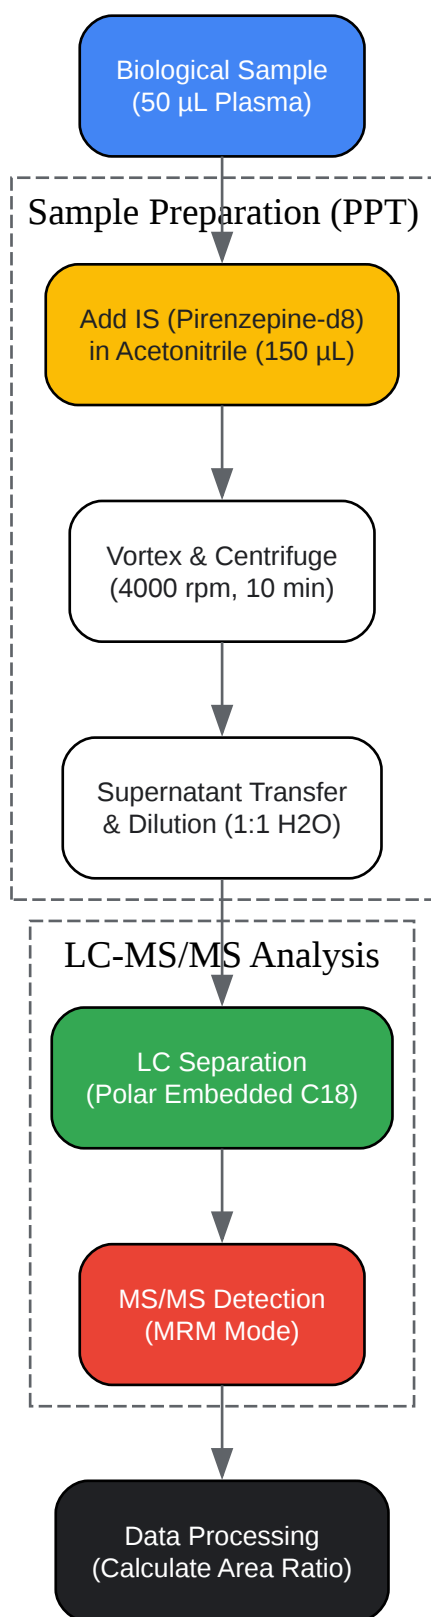 Biological Sample
(50 µL Plasma)
Sample Preparation (PPT)
Add IS (Pirenzepine-d8)
in Acetonitrile (150 µL)
Vortex & Centrifuge
(4000 rpm, 10 min)
Supernatant Transfer
& Dilution (1:1 H2O)
LC-MS/MS Analysis
LC Separation
(Polar Embedded C18)
MS/MS Detection
(MRM Mode)
Data Processing
(Calculate Area Ratio)